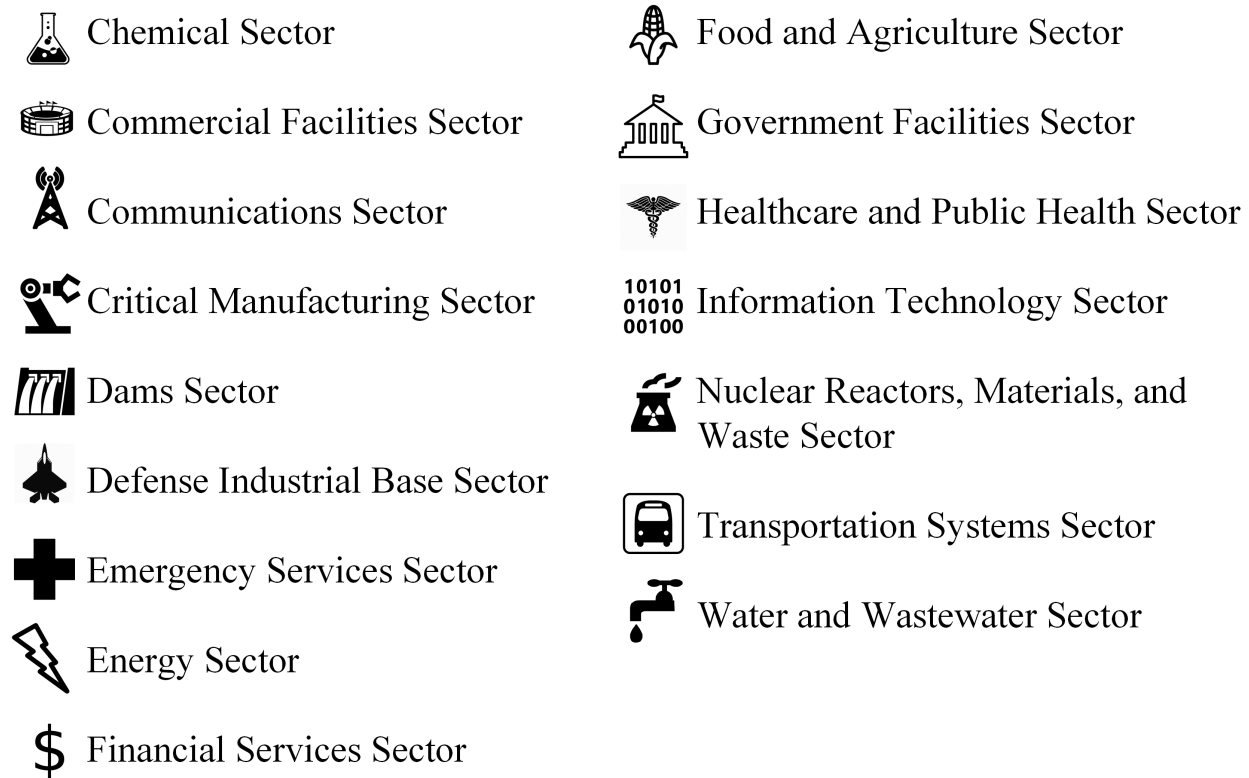 Chemical Sector
Commercial Facilities Sector
Communications Sector
Critical Manufacturing Sector
Dams Sector
Defense Industrial Base Sector
Emergency Services Sector
Energy Sector
$ Financial Services Sector
Food and Agriculture Sector
Government Facilities Sector
Healthcare and Public Health Sector
10101
01010
00100
Information Technology Sector
Nuclear Reactors, Materials, and
Waste Sector
Transportation Systems Sector
Water and Wastewater Sector